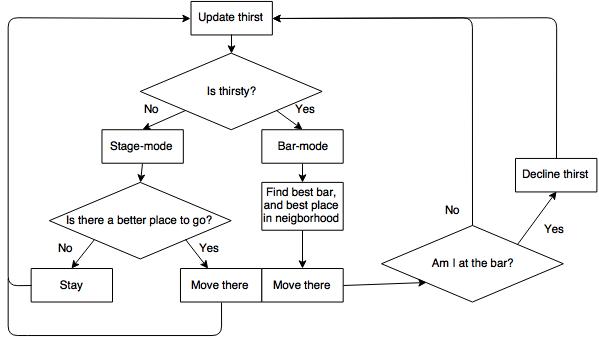 Update thirst
Is thirsty?
No
Yes
Stage-mode
Bar-mode
Find best bar,
and best place
in neigborhood
Decline thirst
Is there a better place to go?
No
Yes
No
Yes
Am I at the bar?
Stay
Move there
Move there